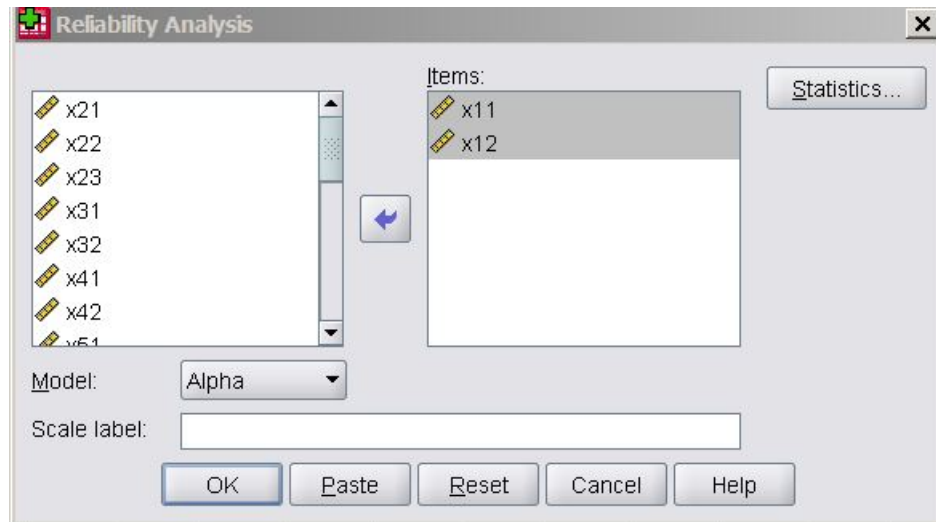 Reliability Analysis
Items:
Statistics...
x21
x22
x23
x31
x32
x41
x42
x11
x12
Model:
Alpha
Scale label:
OK
Paste
Reset
Cancel
Help